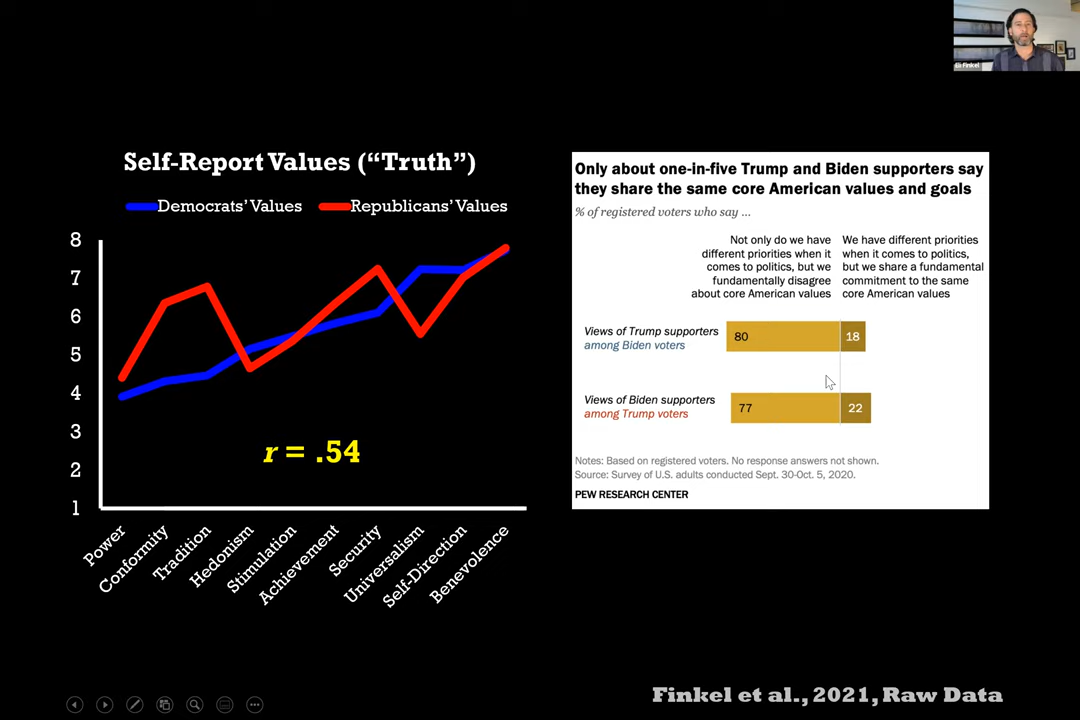 Eli Finkel
Self-Report Values (“Truth”)
Democrats’ Values
Republicans’ Values
8
7
6
5
4
3
2
1
r = .54
Power
Conformity
Tradition
Hedonism
Stimulation
Achievement
Security
Universalism
Self-Direction
Benevolence
Only about one-in-five Trump and Biden supporters say
they share the same core American values and goals
% of registered voters who say ...
Not only do we have
different priorities when it
comes to politics, but we
fundamentally disagree
about core American values
We have different priorities
when it comes to politics,
but we share a fundamental
commitment to the same
core American values
Views of Trump supporters
among Biden voters
80
18
Views of Biden supporters
among Trump voters
77
22
Notes: Based on registered voters. No response answers not shown.
Source: Survey of U.S. adults conducted Sept. 30-Oct. 5, 2020.
PEW RESEARCH CENTER
Finkel et al., 2021, Raw Data